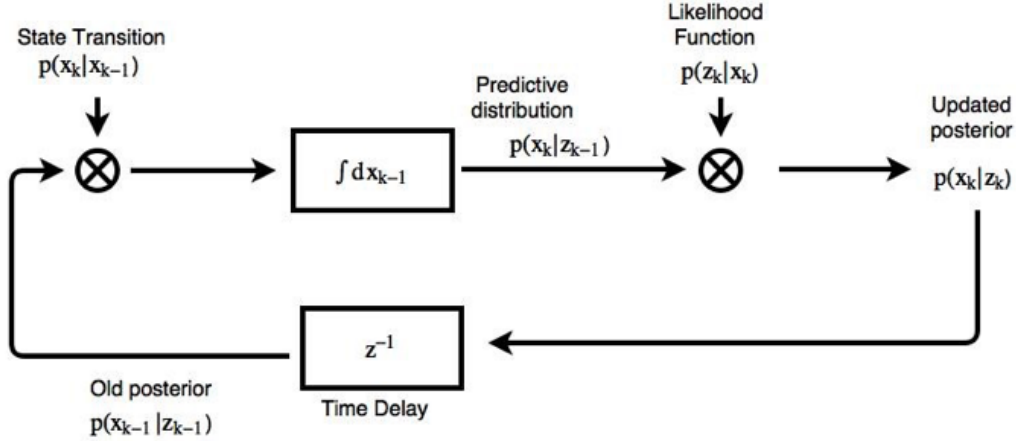 State Transition
p(xₖ|xₖ₋₁)
Likelihood
Function
p(zₖ|xₖ)
Predictive
distribution
p(xₖ|zₖ₋₁)
Updated
posterior
p(xₖ|zₖ)
∫dxₖ₋₁
z⁻¹
Time Delay
Old posterior
p(xₖ₋₁|zₖ₋₁)